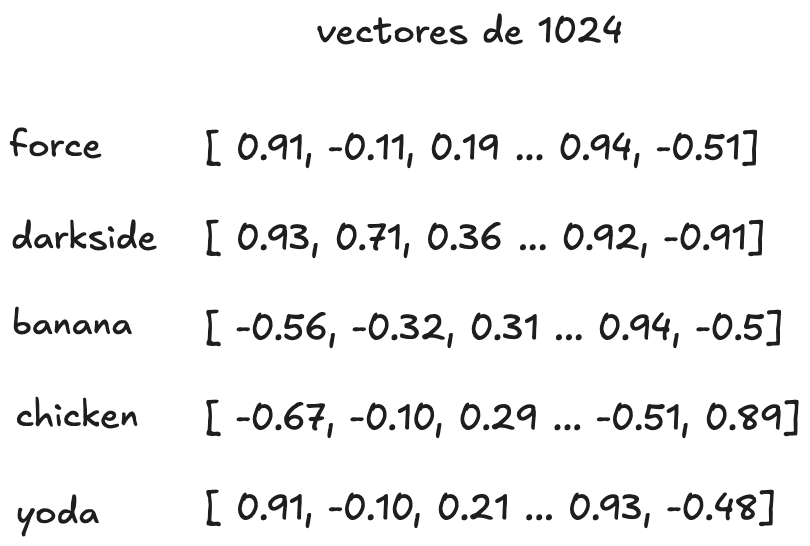 vectores de 1024
force [ 0.91, -0.11, 0.19 ... 0.94, -0.51]
darkside [ 0.93, 0.71, 0.36 ... 0.92, -0.91]
banana [ -0.56, -0.32, 0.31 ... 0.94, -0.5]
chicken [ -0.67, -0.10, 0.29 ... -0.51, 0.89]
yoda [ 0.91, -0.10, 0.21 ... 0.93, -0.48]